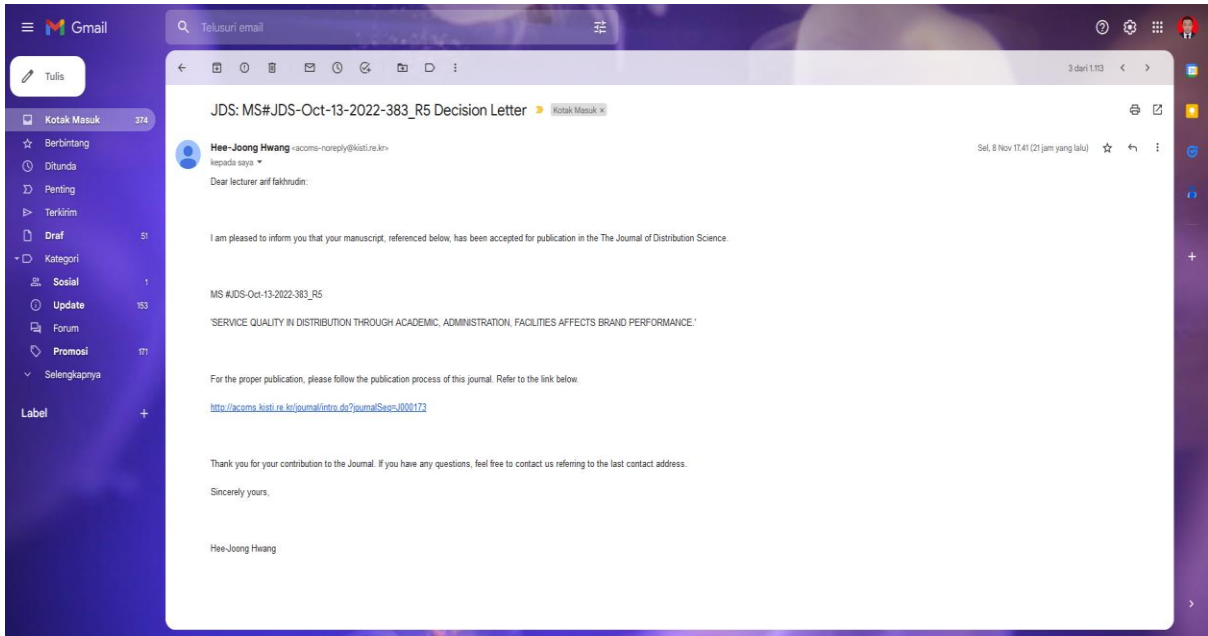 Gmail
Telusuri email
Tulis
3 dari 1.113
Kotak Masuk 374
Berbintang
Ditunda
Penting
Terkirim
Draf 51
Kategori
Sosial 1
Update 153
Forum
Promosi 171
Selengkapnya
Label
JDS: MS#JDS-Oct-13-2022-383_R5 Decision Letter Kotak Masuk ×
Hee-Joong Hwang <acoms-noreply@kisti.re.kr> Sel, 8 Nov 17.41 (21 jam yang lalu)
kepada saya
Dear lecturer arif fakhrudin:
I am pleased to inform you that your manuscript, referenced below, has been accepted for publication in the The Journal of Distribution Science.
MS #JDS-Oct-13-2022-383_R5
'SERVICE QUALITY IN DISTRIBUTION THROUGH ACADEMIC, ADMINISTRATION, FACILITIES AFFECTS BRAND PERFORMANCE.'
For the proper publication, please follow the publication process of this journal. Refer to the link below.
http://acoms.kisti.re.kr/journal/intro.do?journalSeq=J000173
Thank you for your contribution to the Journal. If you have any questions, feel free to contact us referring to the last contact address.
Sincerely yours,
Hee-Joong Hwang